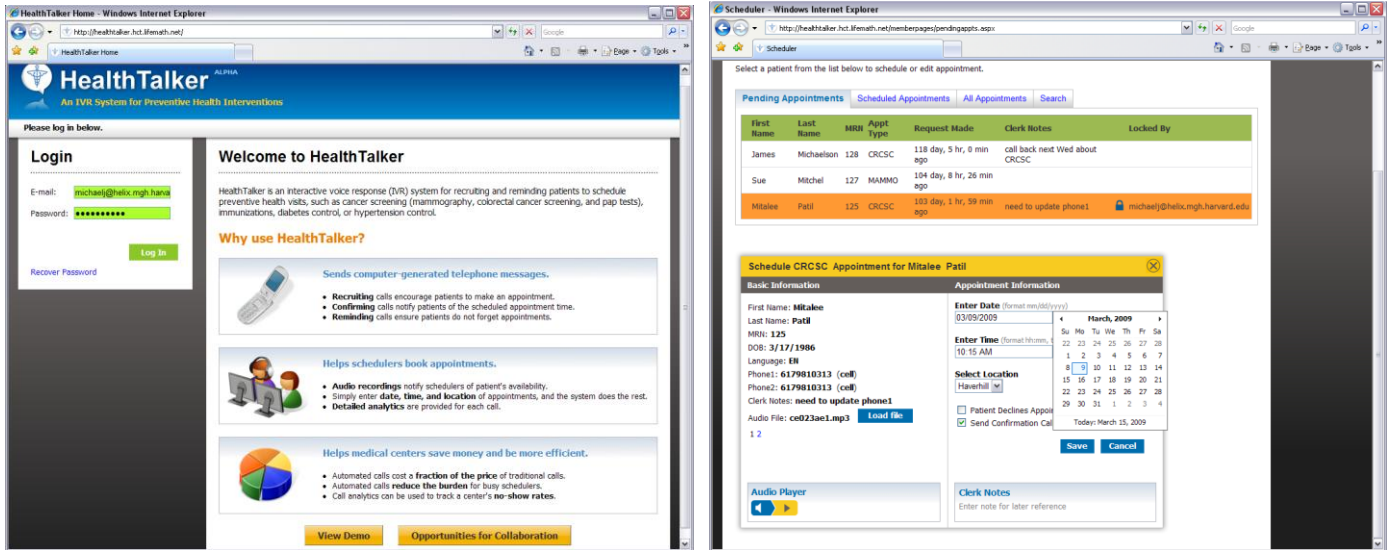 HealthTalker Home - Windows Internet Explorer
http://healthtalker.hct.lifemath.net/
Google
HealthTalker Home
Page
Tools
HealthTalker ALPHA
An IVR System for Preventive Health Interventions
Please log in below.
Login
E-mail: michaelj@helix.mgh.harva
Password: ●●●●●●●●●●
Log In
Recover Password
Welcome to HealthTalker
HealthTalker is an interactive voice response (IVR) system for recruiting and reminding patients to schedule
preventive health visits, such as cancer screening (mammography, colorectal cancer screening, and pap tests),
immunizations, diabetes control, or hypertension control.
Why use HealthTalker?
Sends computer-generated telephone messages.
• Recruiting calls encourage patients to make an appointment.
• Confirming calls notify patients of the scheduled appointment time.
• Reminding calls ensure patients do not forget appointments.
Helps schedulers book appointments.
• Audio recordings notify schedulers of patient's availability.
• Simply enter date, time, and location of appointments, and the system does the rest.
• Detailed analytics are provided for each call.
Helps medical centers save money and be more efficient.
• Automated calls cost a fraction of the price of traditional calls.
• Automated calls reduce the burden for busy schedulers.
• Call analytics can be used to track a center's no-show rates.
View Demo
Opportunities for Collaboration
Scheduler - Windows Internet Explorer
http://healthtalker.hct.lifemath.net/memberpages/pendingappts.aspx
Google
Scheduler
Page
Tools
Select a patient from the list below to schedule or edit appointment.
Pending Appointments Scheduled Appointments All Appointments Search
First Name Last Name MRN Appt Type Request Made Clerk Notes Locked By
James Michaelson 128 CRCSC 118 day, 5 hr, 0 min ago call back next Wed about CRCSC
Sue Mitchel 127 MAMMO 104 day, 8 hr, 26 min ago
Mitalee Patil 125 CRCSC 103 day, 1 hr, 59 min ago need to update phone1 michaelj@helix.mgh.harvard.edu
Schedule CRCSC Appointment for Mitalee Patil
Basic Information
First Name: Mitalee
Last Name: Patil
MRN: 125
DOB: 3/17/1986
Language: EN
Phone1: 6179810313 (cell)
Phone2: 6179810313 (cell)
Clerk Notes: need to update phone1
Audio File: ce023ae1.mp3 Load file
1 2
Audio Player
Appointment Information
Enter Date (format mm/dd/yyyy)
03/09/2009
Enter Time (format hh:mm,
10:15 AM
Select Location
Haverhill
Patient Declines Appoi
Send Confirmation Cal
March, 2009
Su Mo Tu We Th Fr Sa
22 23 24 25 26 27 28
1 2 3 4 5 6 7
8 9 10 11 12 13 14
15 16 17 18 19 20 21
22 23 24 25 26 27 28
29 30 31 1 2 3 4
Today: March 15, 2009
Save Cancel
Clerk Notes
Enter note for later reference